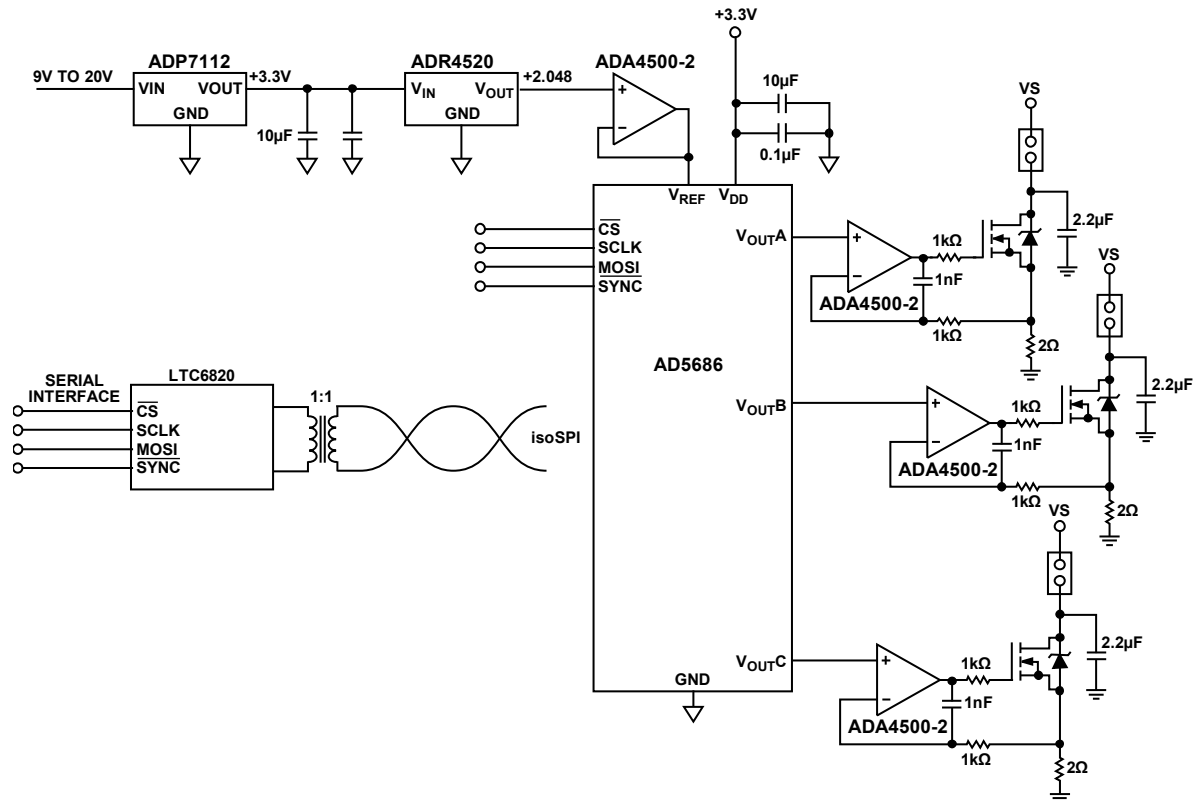 +3.3V
ADP7112
ADR4520
ADA4500-2
9V TO 20V
VIN
VOUT
+3.3V
GND
10µF
VIN
VOUT
+2.048
GND
+
−
10µF
0.1µF
VS
VREF
VDD
CS
SCLK
MOSI
SYNC
VOUTA
+
−
1kΩ
1nF
ADA4500-2
1kΩ
2.2µF
2Ω
VS
AD5686
SERIAL
INTERFACE
LTC6820
CS
SCLK
MOSI
SYNC
1:1
isoSPI
VOUTB
+
−
1kΩ
1nF
ADA4500-2
1kΩ
2.2µF
2Ω
VS
VOUTC
GND
+
−
1kΩ
1nF
ADA4500-2
1kΩ
2.2µF
2Ω